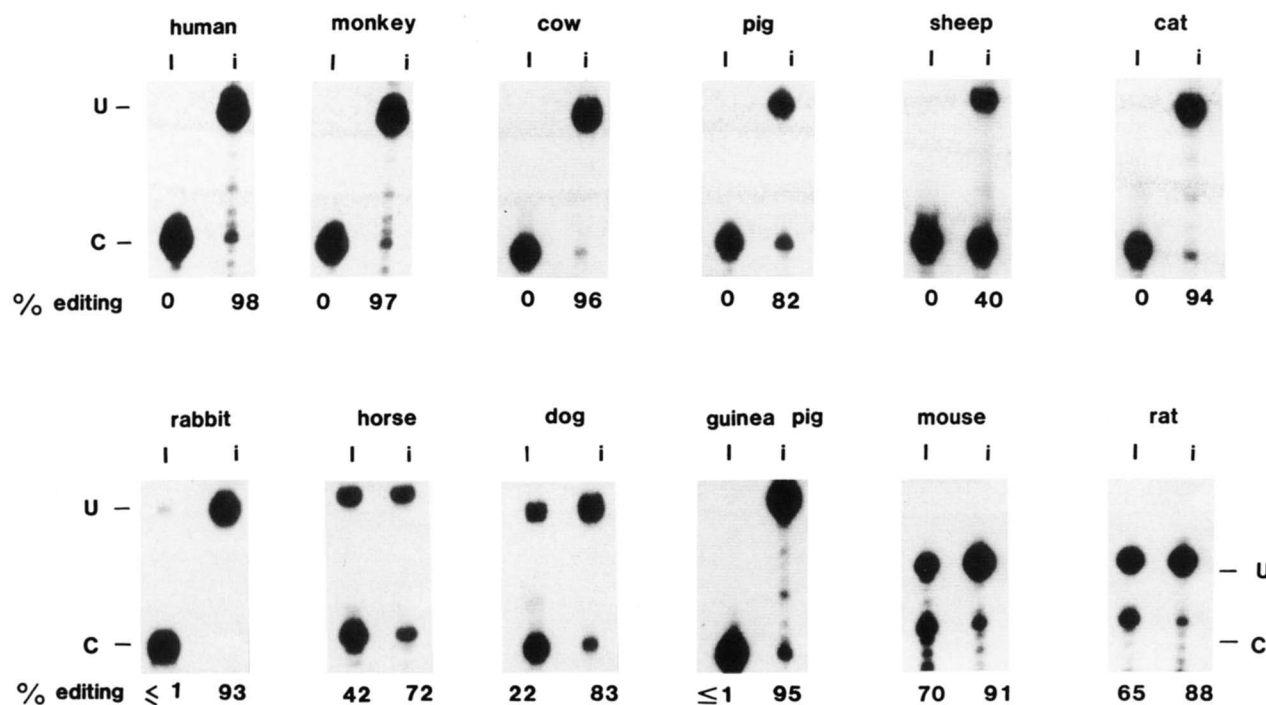 human monkey cow pig sheep cat
l i l i l i l i l i l i
U –
C –
% editing 0 98 0 97 0 96 0 82 0 40 0 94
rabbit horse dog guinea pig mouse rat
l i l i l i l i l i l i
U –
– U
C –
– C
% editing ≤ 1 93 42 72 22 83 ≤1 95 70 91 65 88